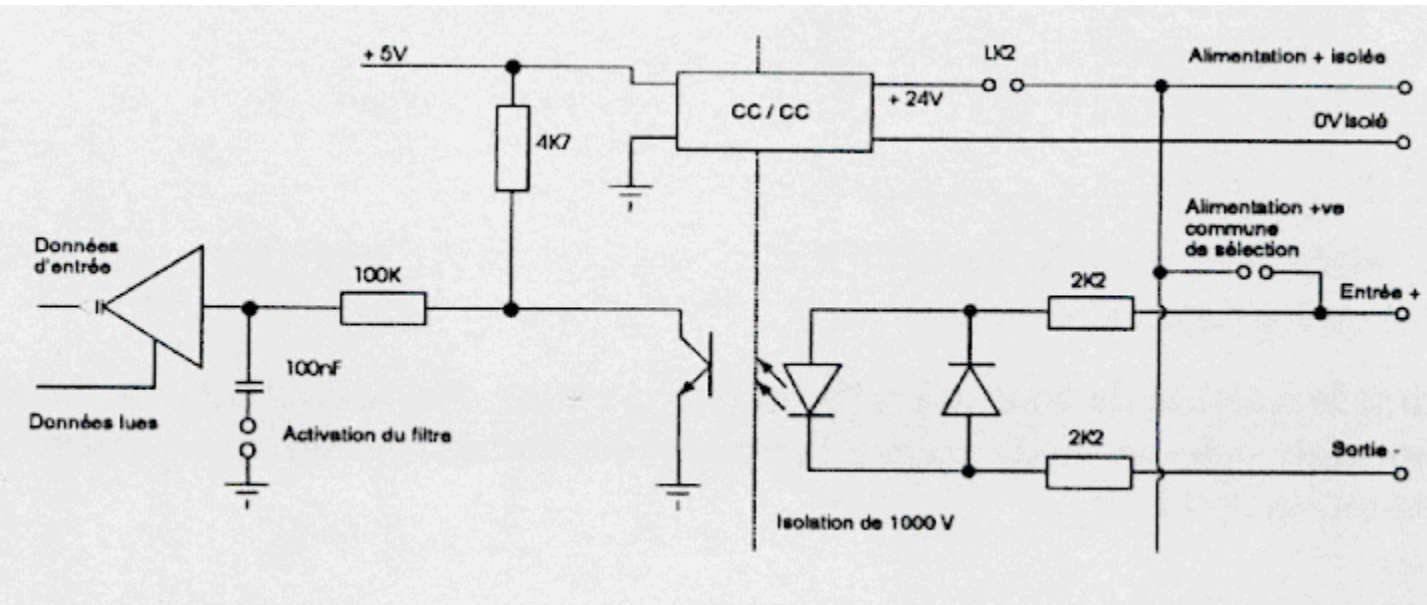 + 5V
LK2
Alimentation + isolée
CC / CC
+ 24V
0V Isolé
4K7
Alimentation +ve
commune
de sélection
Données
d'entrée
100K
2K2
Entrée +
100nF
Données lues
Activation du filtre
2K2
Sortie -
Isolation de 1000 V